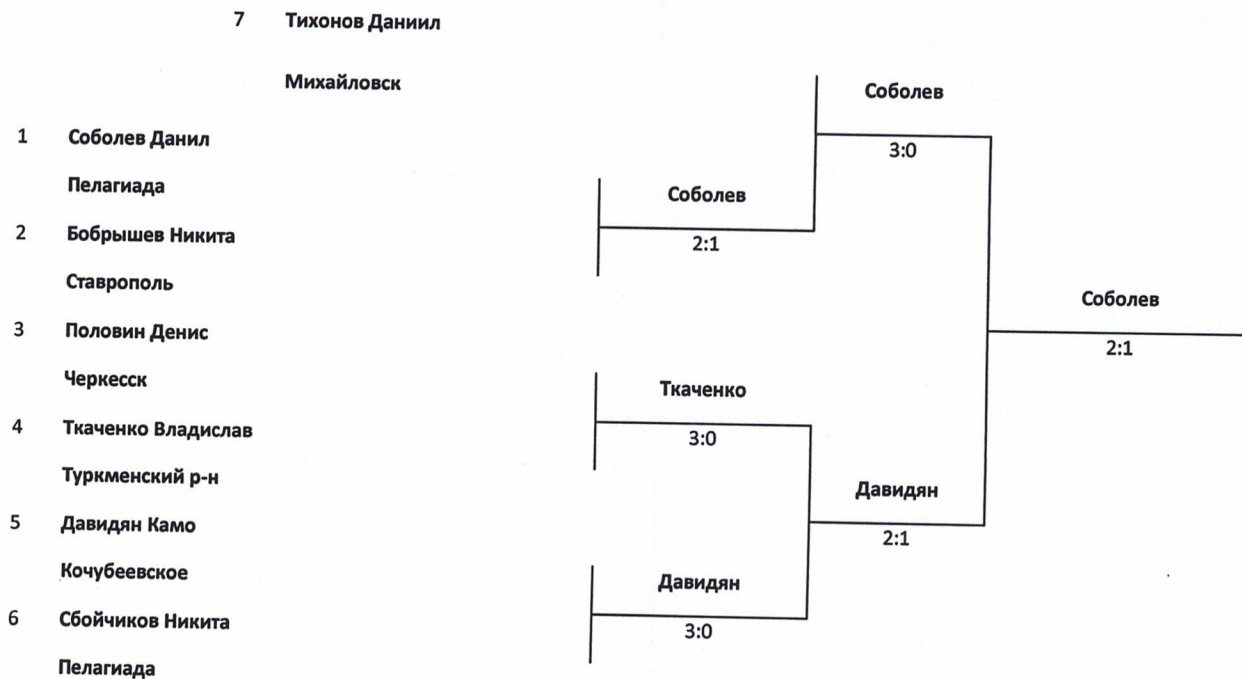 7 Тихонов Даниил
Михайловск
Соболев
3:0
1 Соболев Данил
Пелагиада
Соболев
2:1
2 Бобрышев Никита
Ставрополь
Соболев
2:1
3 Половин Денис
Черкесск
Ткаченко
3:0
4 Ткаченко Владислав
Туркменский р-н
Давидян
2:1
5 Давидян Камо
Кочубеевское
Давидян
3:0
6 Сбойчиков Никита
Пелагиада